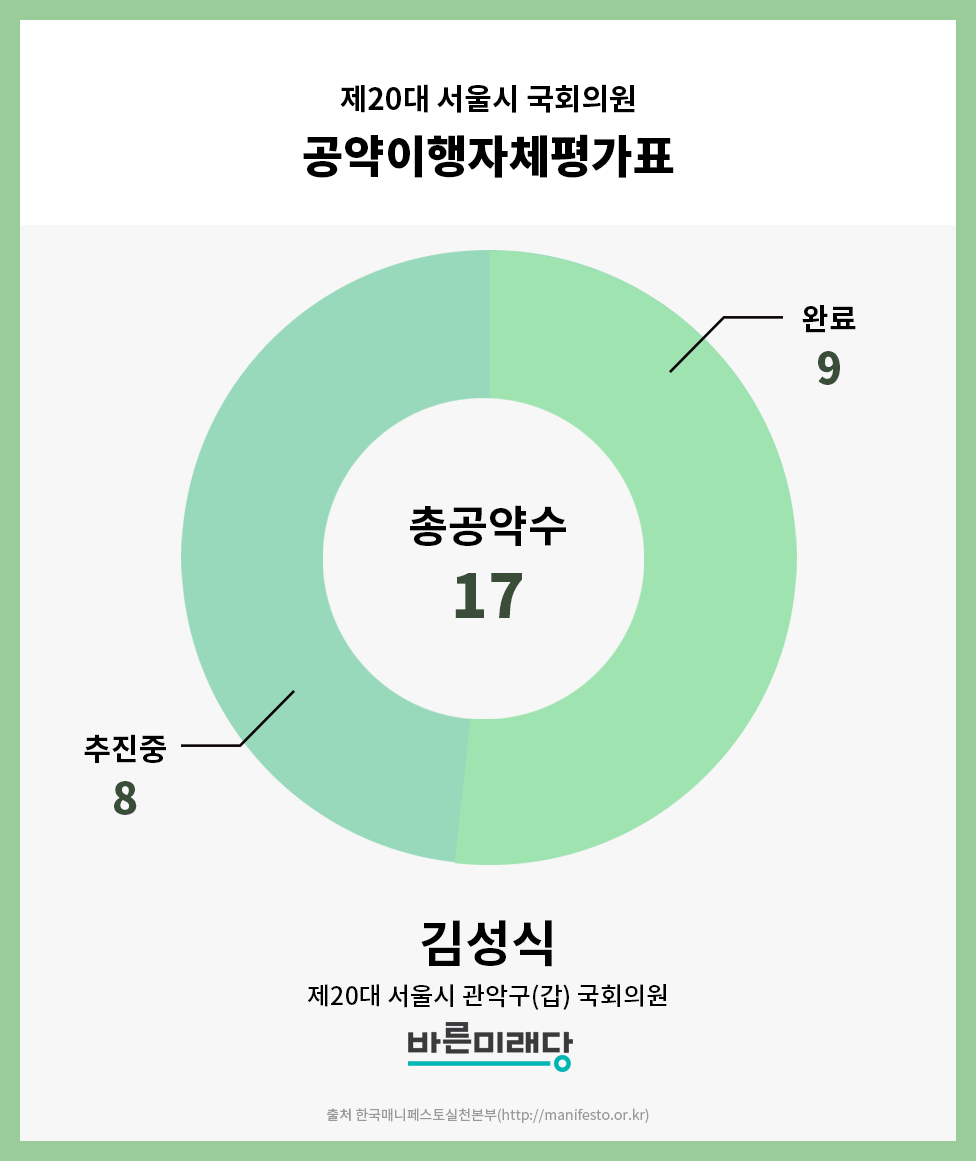 제20대 서울시 국회의원
공약이행자체평가표
완료
9
총공약수
17
추진중
8
김성식
제20대 서울시 관악구(갑) 국회의원
바른미래당
출처 한국매니페스토실천본부(http://manifesto.or.kr)